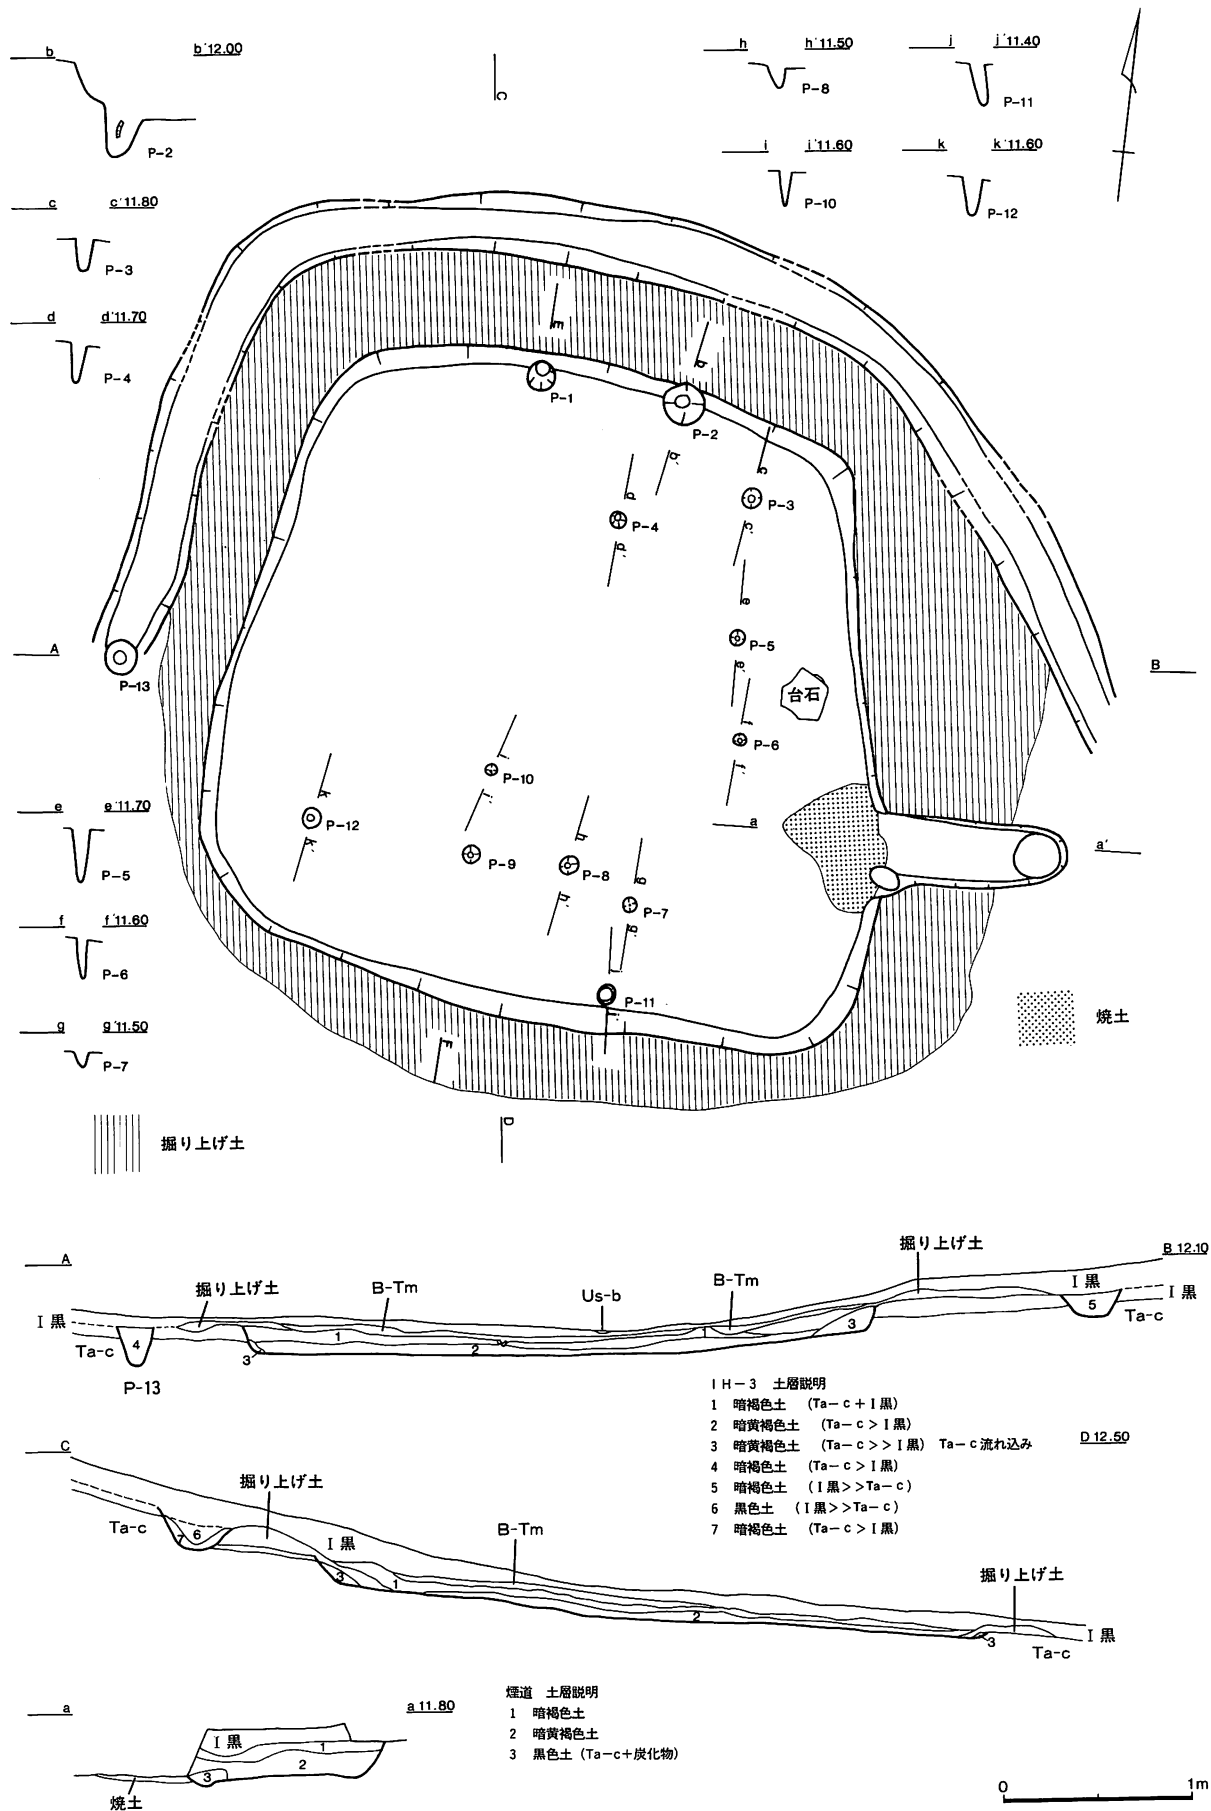 b b'12.00
P-2
c c'11.80
P-3
d d'11.70
P-4
C
h h'11.50
P-8
j j'11.40
P-11
i i'11.60
P-10
k k'11.60
P-12
E
b
P-1
P-2
b'
c
P-3
c'
d
P-4
d'
e
P-5
e'
台石
f
P-6
f'
A
P-13
B
i
P-10
i'
k
P-12
k'
a
a'
h
P-9
P-8
h'
g
P-7
g'
j
P-11
j'
F
D
e e'11.70
P-5
f f'11.60
P-6
g g'11.50
P-7
焼土
掘り上げ土
A
B 12.10
掘り上げ土
B-Tm
Us-b
B-Tm
掘り上げ土
I 黒
I 黒
I 黒
Ta-c
4
3
1
2
1
3
5
Ta-c
P-13
I H-3 土層説明
1 暗褐色土 (Ta-c+I黒)
2 暗黄褐色土 (Ta-c>I黒)
3 暗黄褐色土 (Ta-c>>I黒) Ta-c流れ込み
4 暗褐色土 (Ta-c>I黒)
5 暗褐色土 (I黒>>Ta-c)
6 黒色土 (I黒>>Ta-c)
7 暗褐色土 (Ta-c>I黒)
C
D 12.50
掘り上げ土
Ta-c
7
6
I 黒
B-Tm
3
1
2
掘り上げ土
3
I 黒
Ta-c
a a 11.80
I 黒
1
2
3
焼土
煙道 土層説明
1 暗褐色土
2 暗黄褐色土
3 黒色土 (Ta-c+炭化物)
0 1m